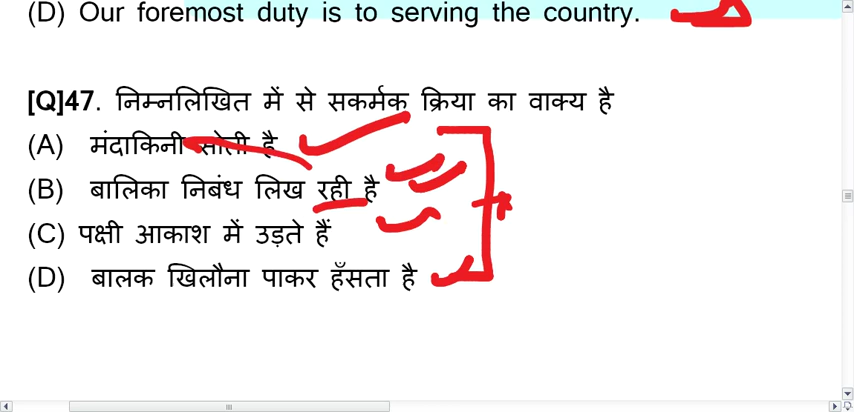 (D) Our foremost duty is to serving the country.
[Q]47. निम्नलिखित में से सकर्मक क्रिया का वाक्य है
(A) मंदाकिनी सोती है
(B) बालिका निबंध लिख रही है
(C) पक्षी आकाश में उड़ते हैं
(D) बालक खिलौना पाकर हँसता है